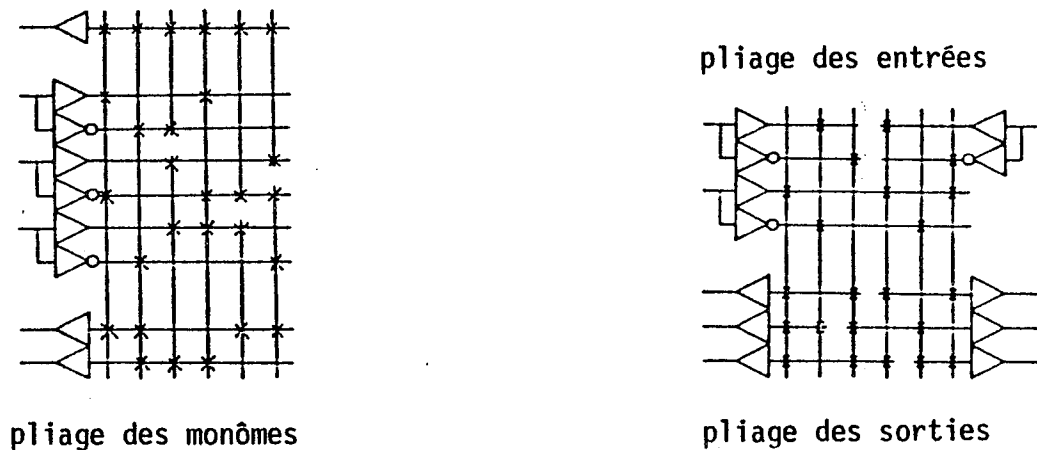 pliage des entrées
pliage des monômes
pliage des sorties